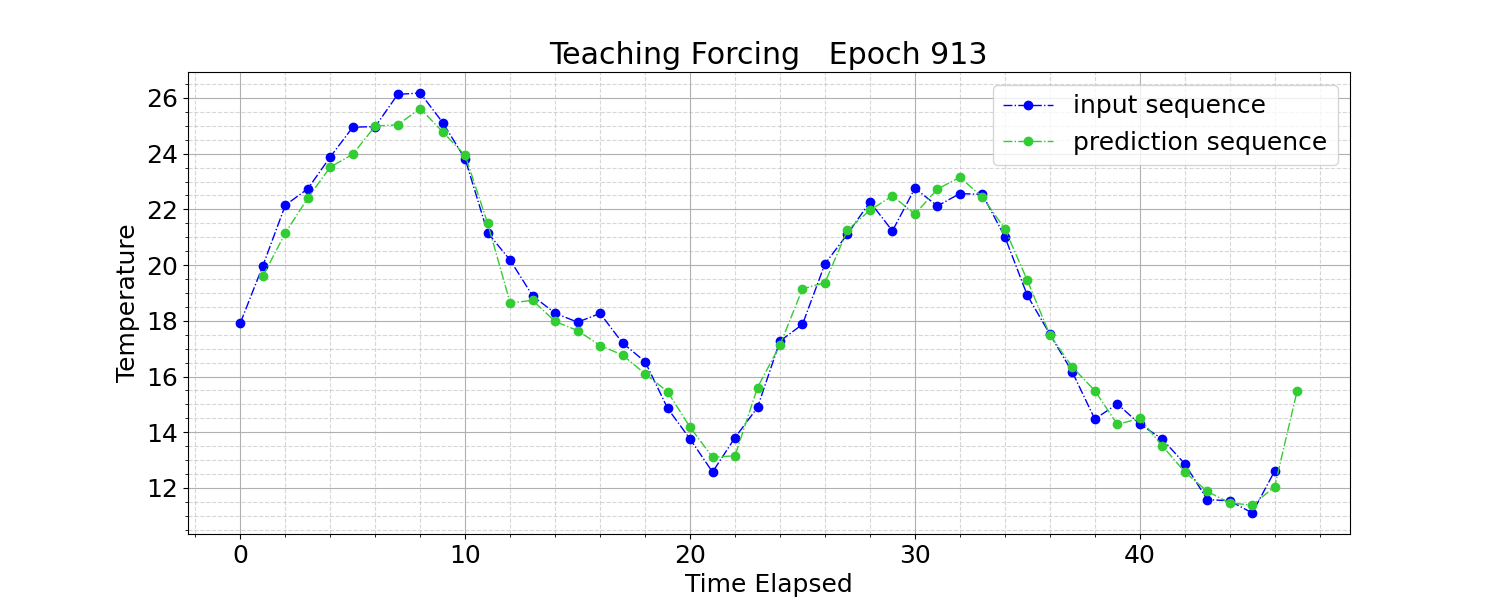 Teaching Forcing   Epoch 913
input sequence
prediction sequence
Temperature
26
24
22
20
18
16
14
12
0 10 20 30 40
Time Elapsed